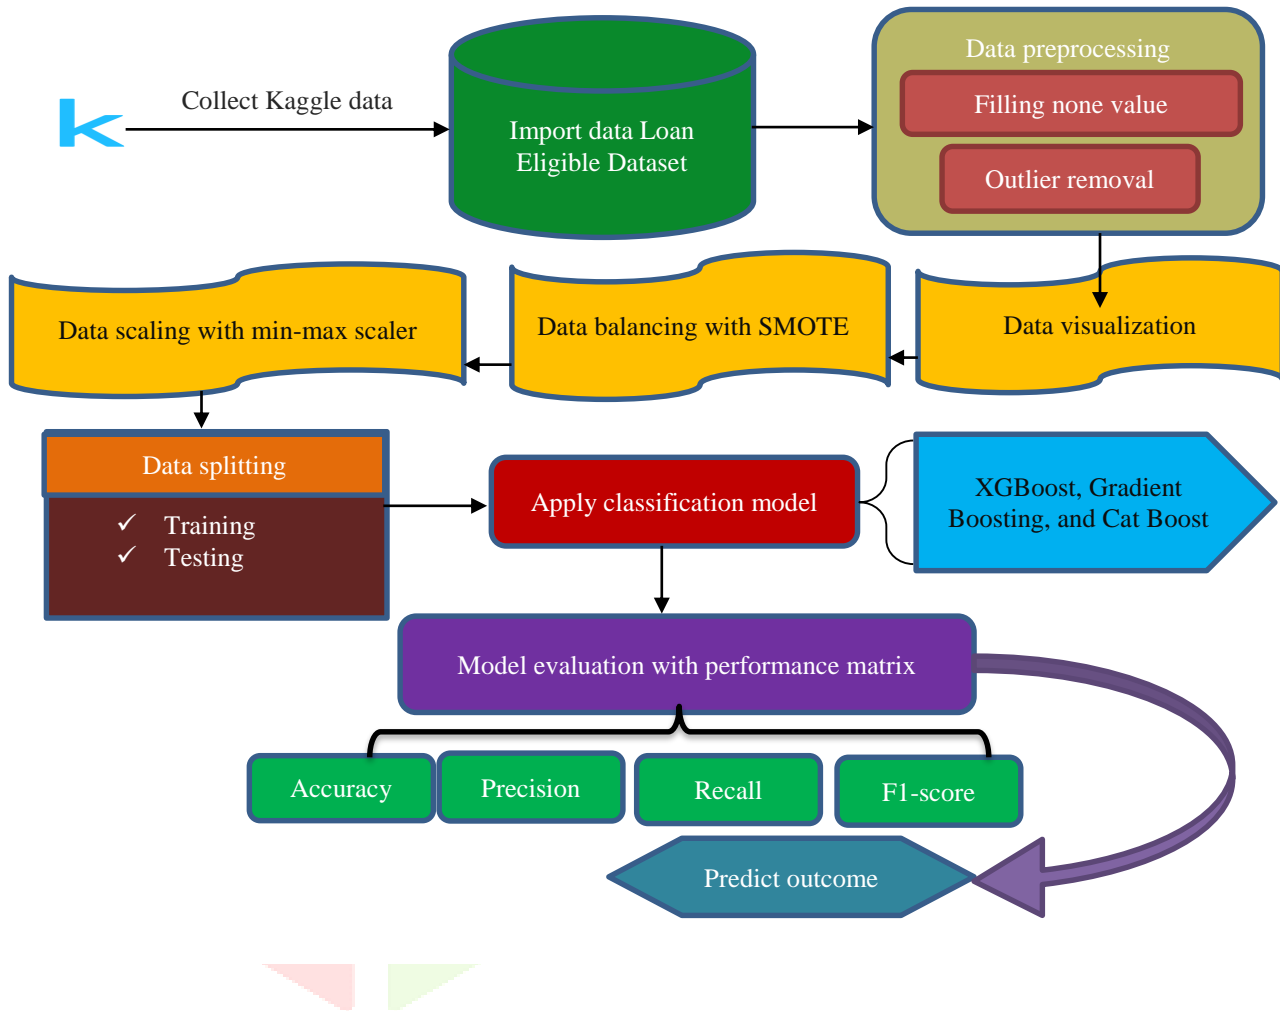 Collect Kaggle data
Import data Loan
Eligible Dataset
Data preprocessing
Filling none value
Outlier removal
Data scaling with min-max scaler
Data balancing with SMOTE
Data visualization
Data splitting
✓ Training
✓ Testing
Apply classification model
XGBoost, Gradient
Boosting, and Cat Boost
Model evaluation with performance matrix
Accuracy
Precision
Recall
F1-score
Predict outcome